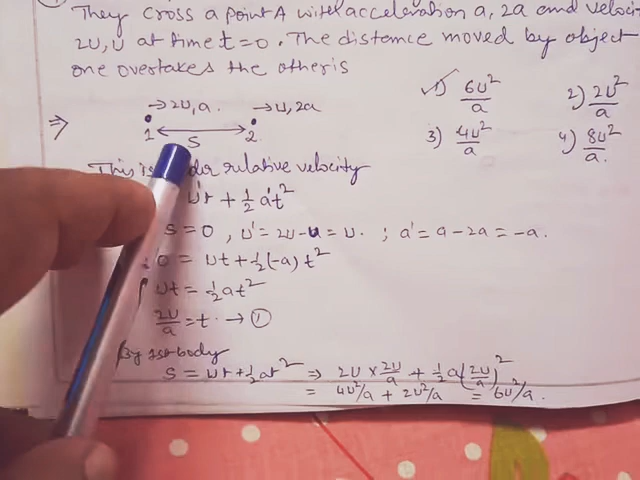 They cross a point A with acceleration a, 2a and velocit
2u, u at time t=0. The distance moved by object
one overtakes the other is
1) 6u²/a 2) 2u²/a
3) 4u²/a 4) 8u²/a.
⇒ →2u, a. →u, 2a
1 2
S
This is under relative velocity
u't + 1/2 a't²
S=0, u' = 2u-u = u. ; a' = a-2a = -a.
0 = ut + 1/2(-a)t²
ut = 1/2 at²
2u/a = t. → ①
By 1st body
S = ut + 1/2 at² ⇒ 2u × 2u/a + 1/2 a(2u/a)²
= 4u²/a + 2u²/a = 6u²/a.